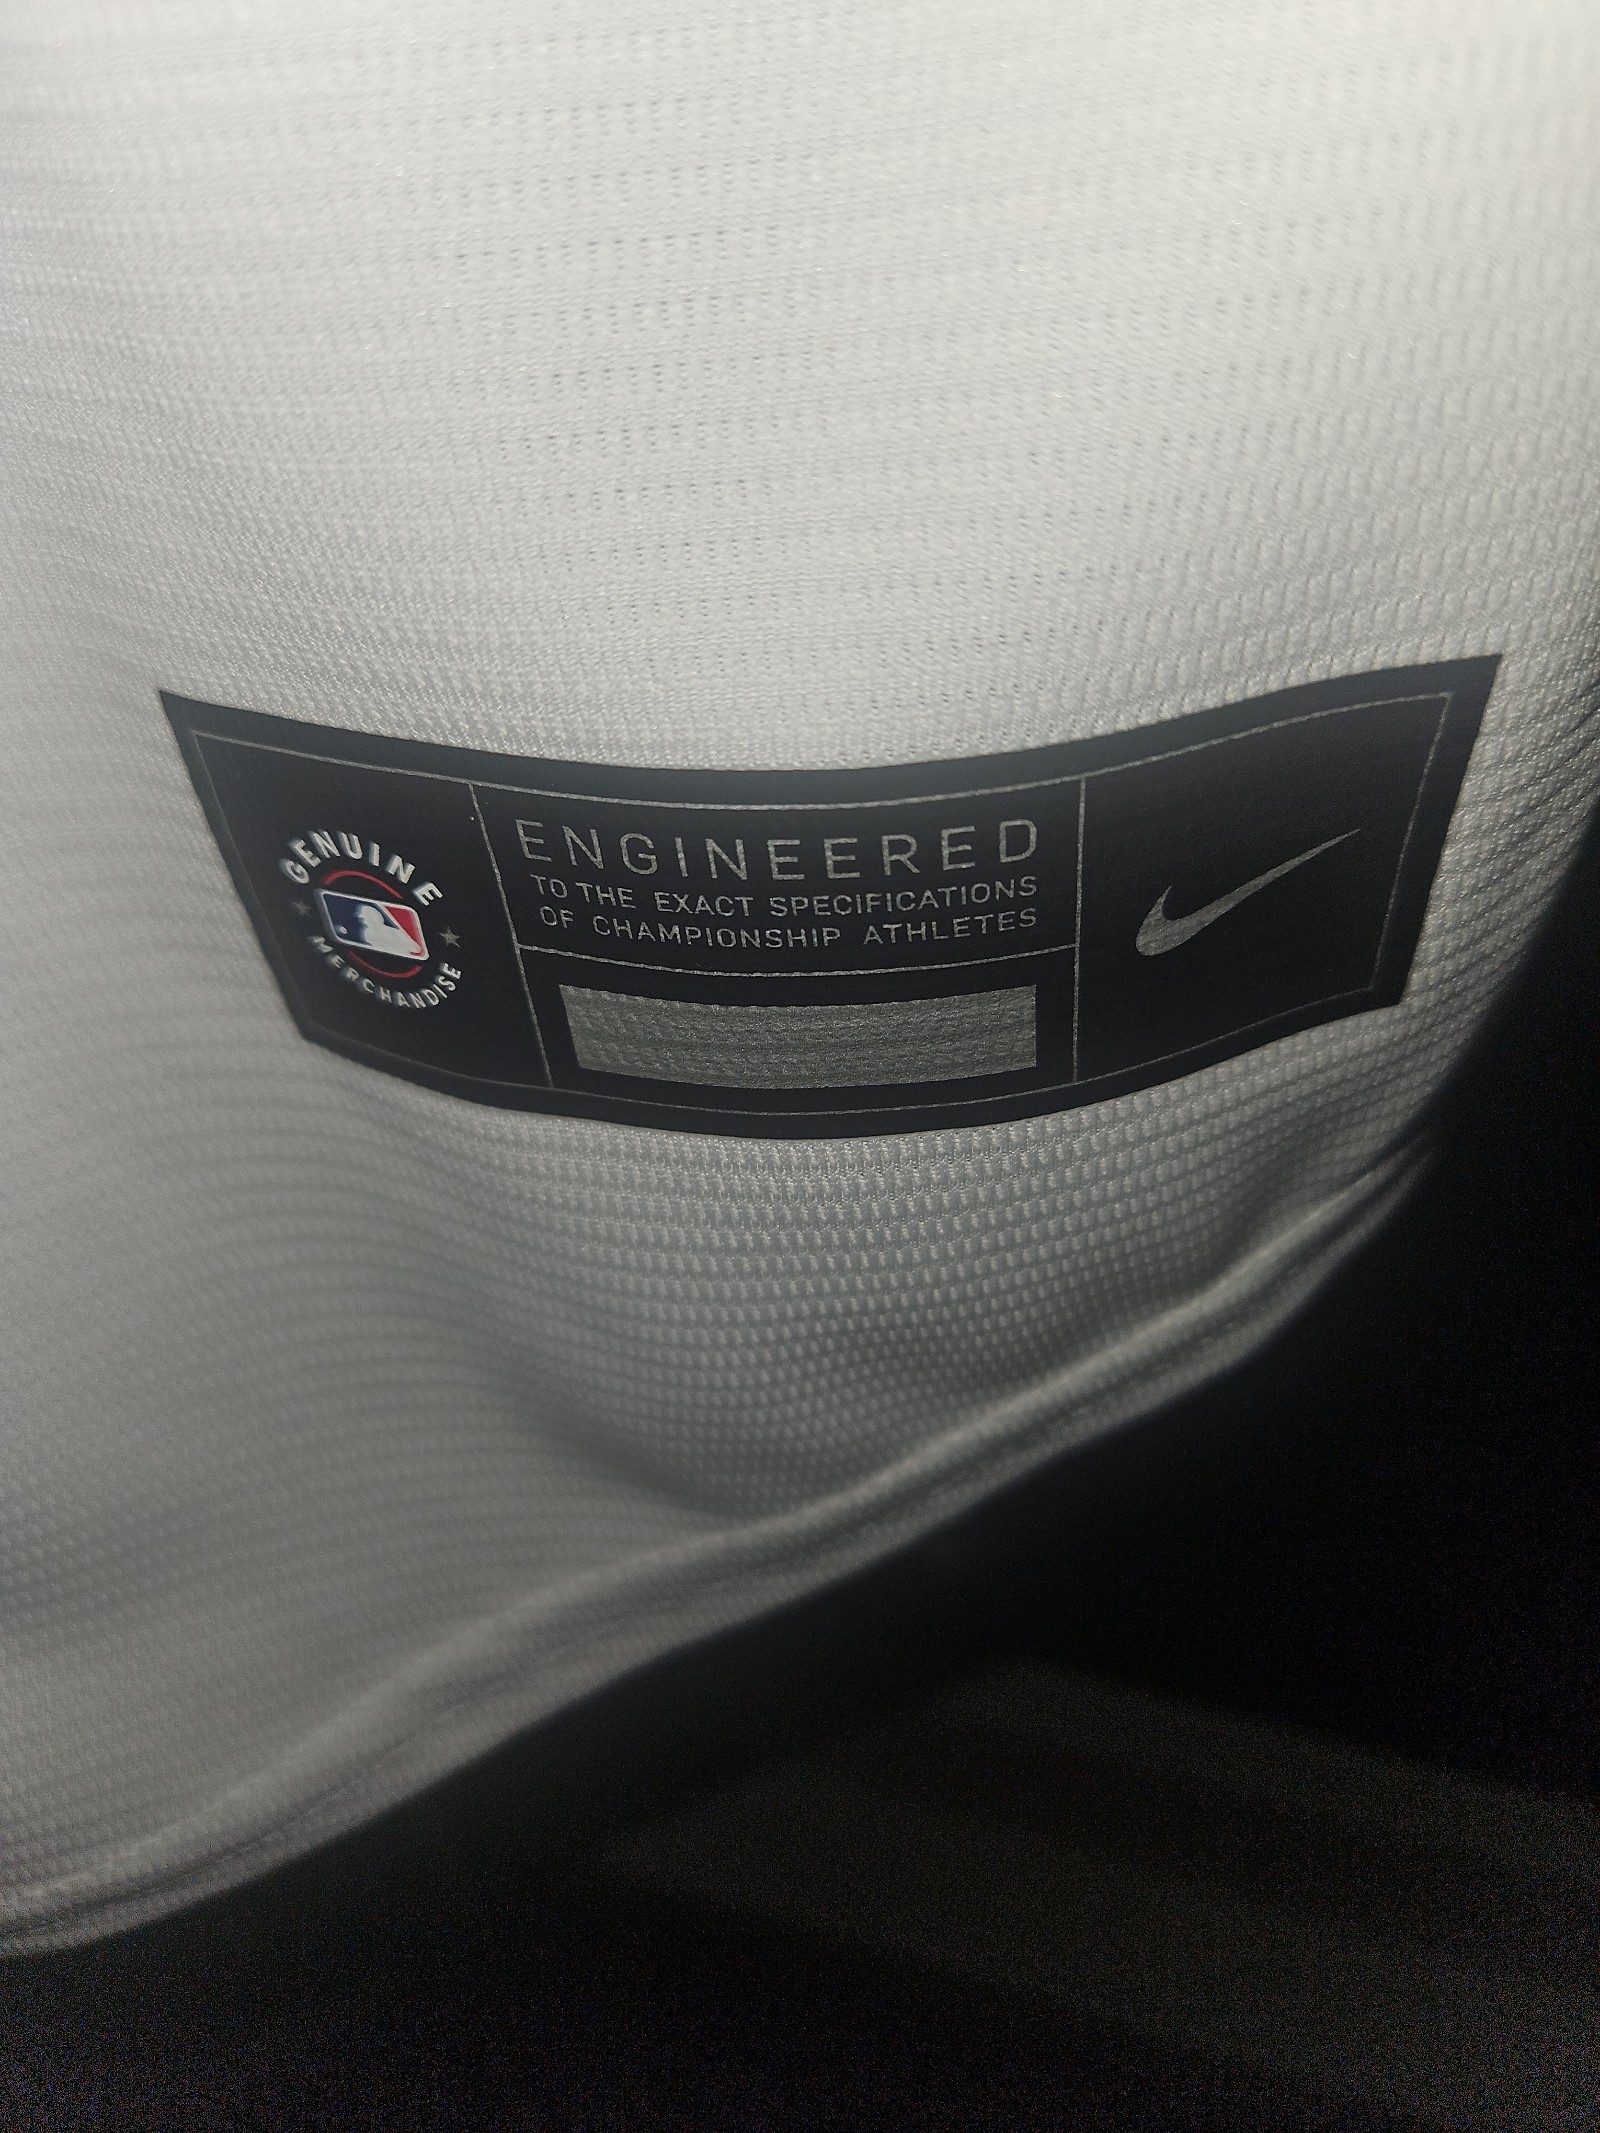 GENUINE
MERCHANDISE
ENGINEERED
TO THE EXACT SPECIFICATIONS
OF CHAMPIONSHIP ATHLETES